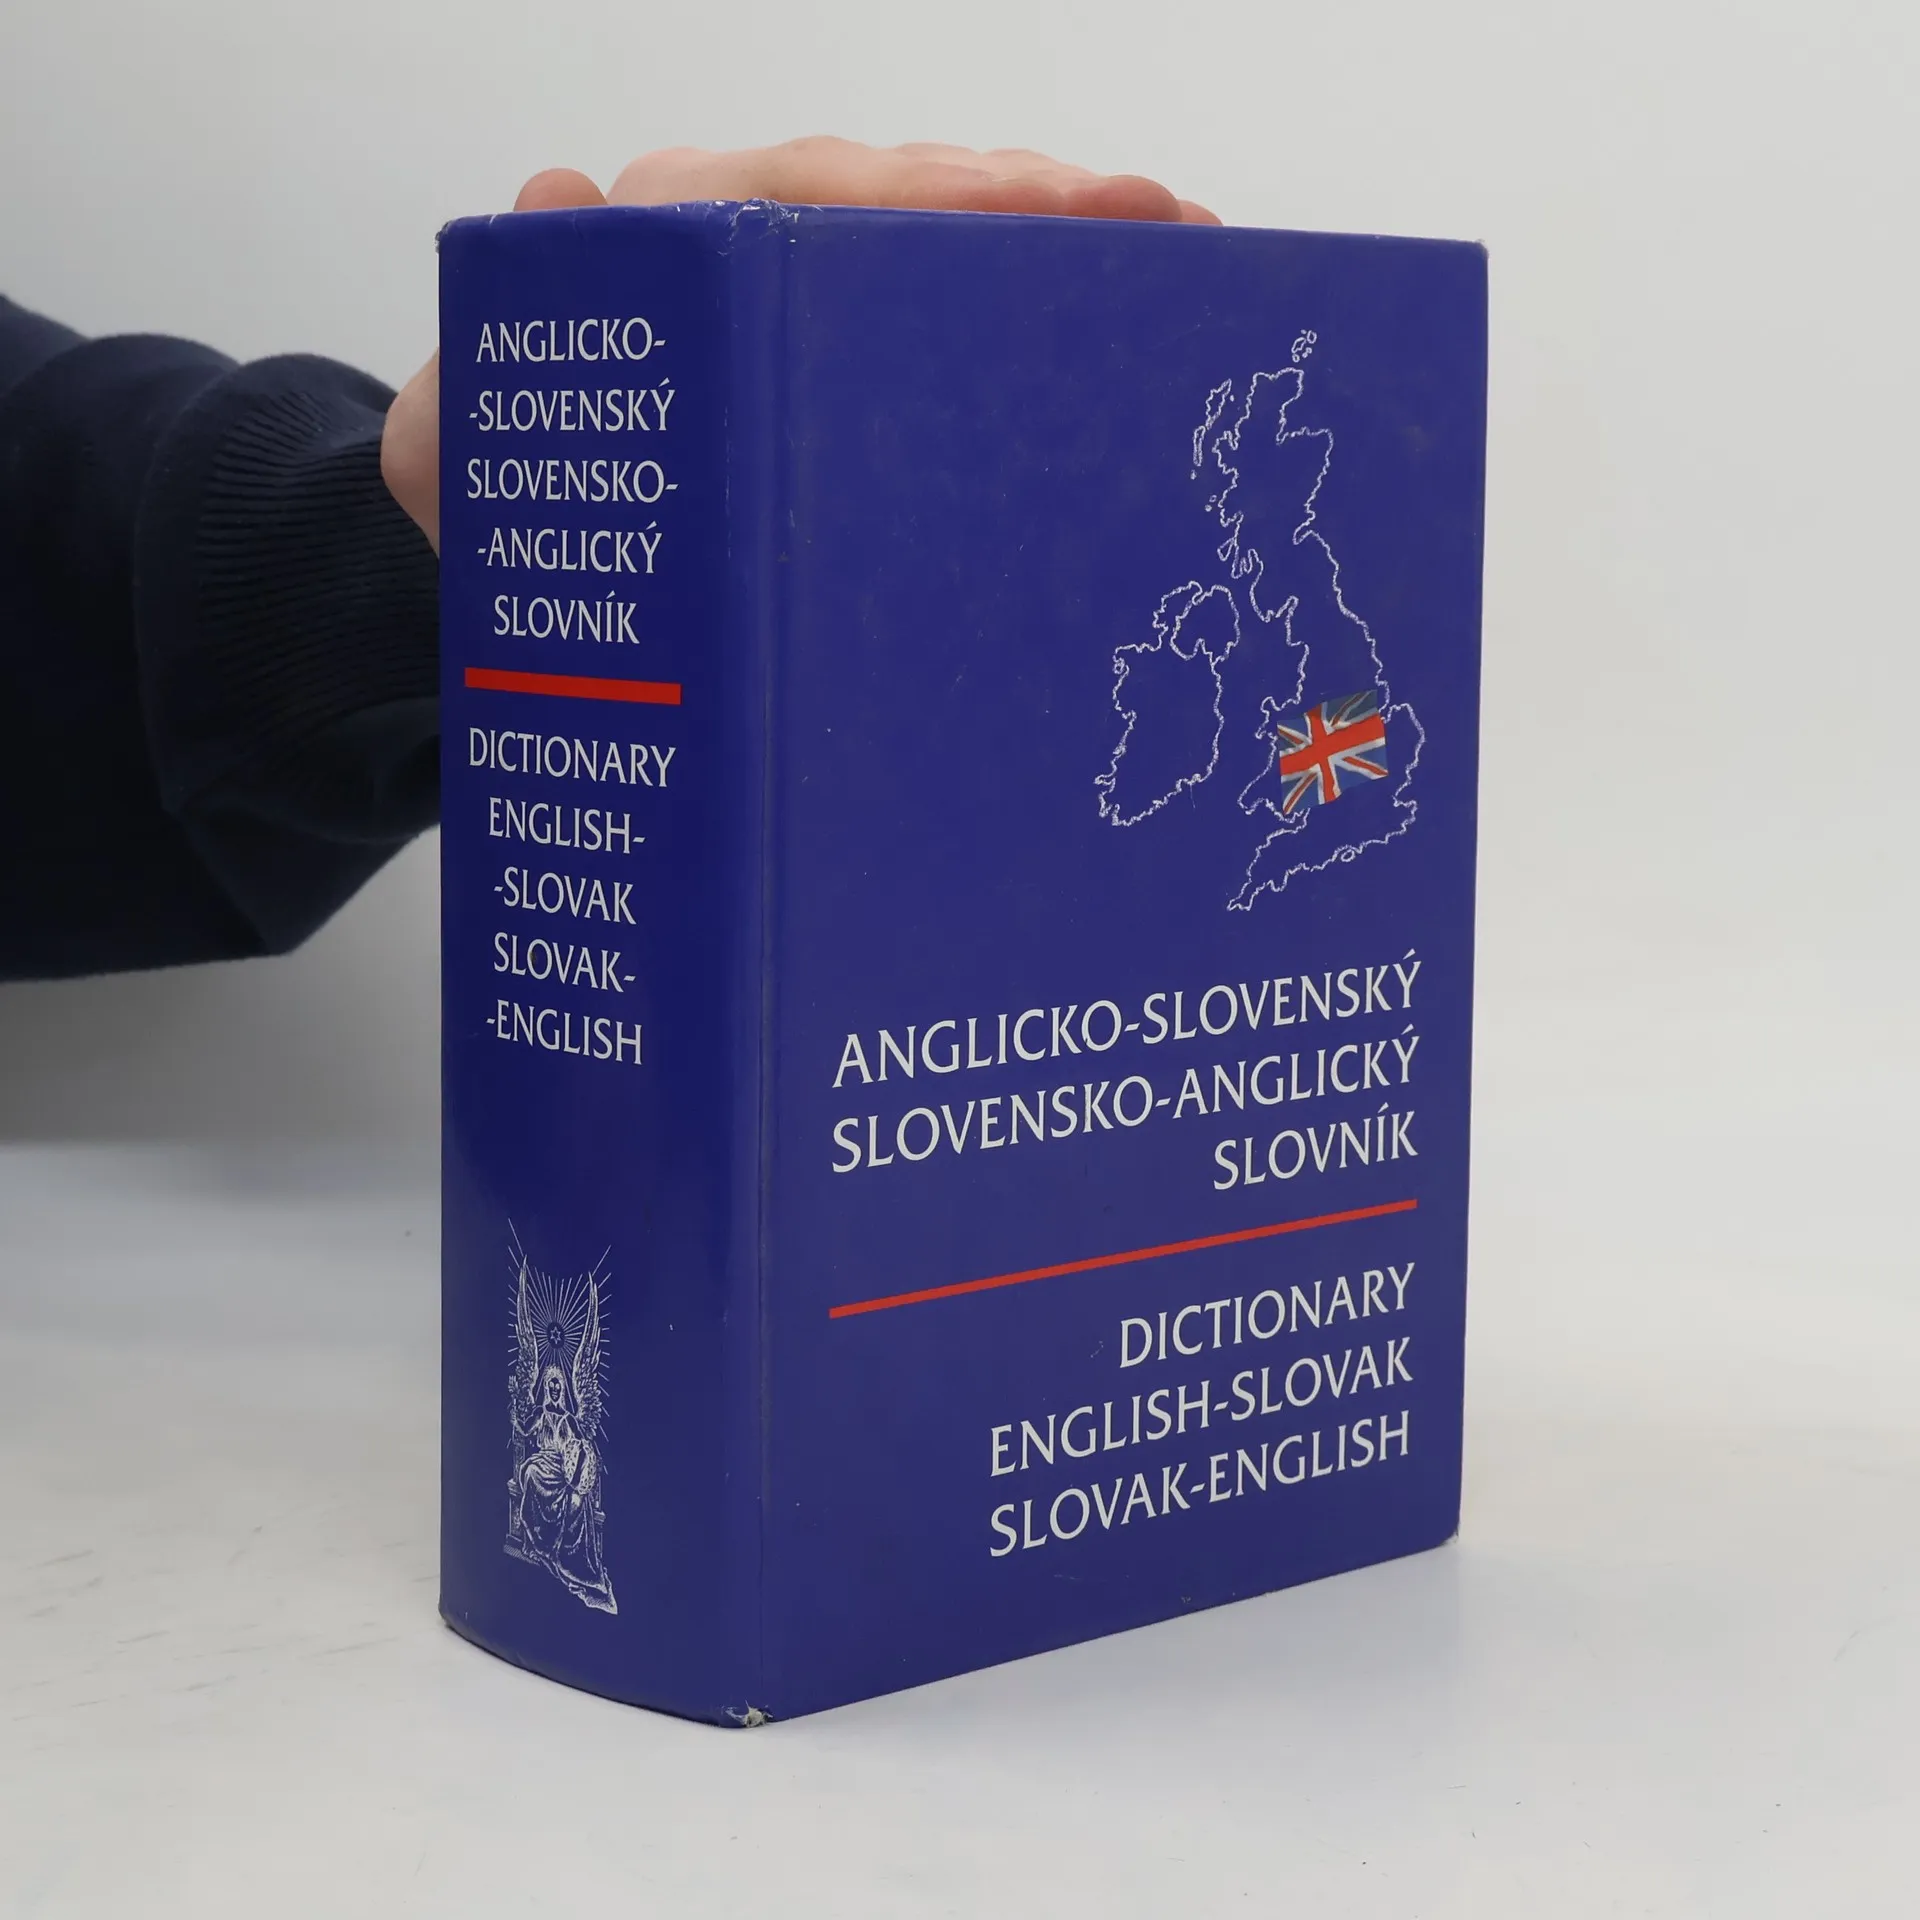 ANGLICKO-
-SLOVENSKÝ
SLOVENSKO-
-ANGLICKÝ
SLOVNÍK
DICTIONARY
ENGLISH-
-SLOVAK
SLOVAK-
-ENGLISH
ANGLICKO-SLOVENSKÝ
SLOVENSKO-ANGLICKÝ
SLOVNÍK
DICTIONARY
ENGLISH-SLOVAK
SLOVAK-ENGLISH